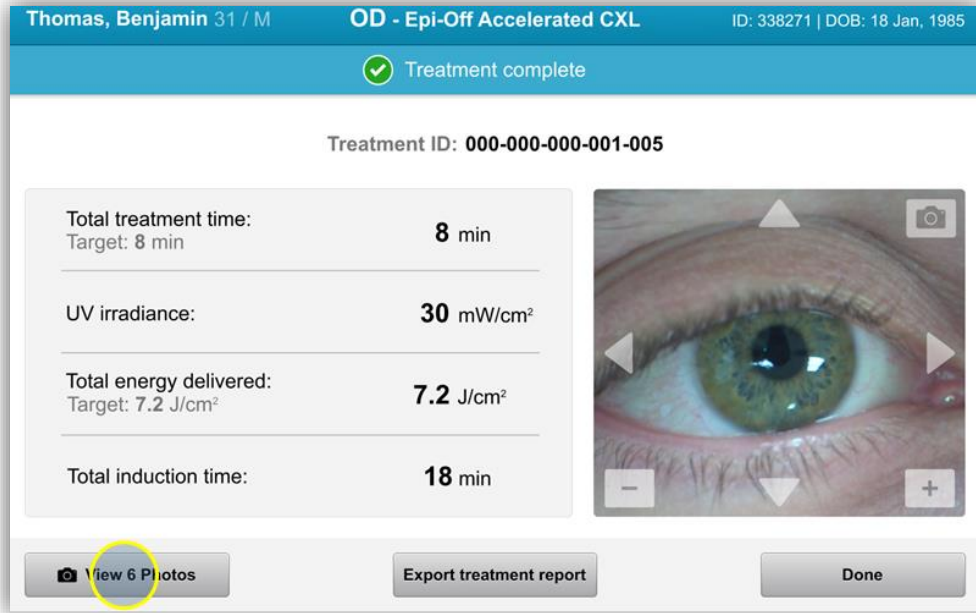 Thomas, Benjamin 31 / M OD - Epi-Off Accelerated CXL ID: 338271 | DOB: 18 Jan, 1985
Treatment complete
Treatment ID: 000-000-000-001-005
Total treatment time: 8 min
Target: 8 min
UV irradiance: 30 mW/cm²
Total energy delivered: 7.2 J/cm²
Target: 7.2 J/cm²
Total induction time: 18 min
View 6 Photos Export treatment report Done